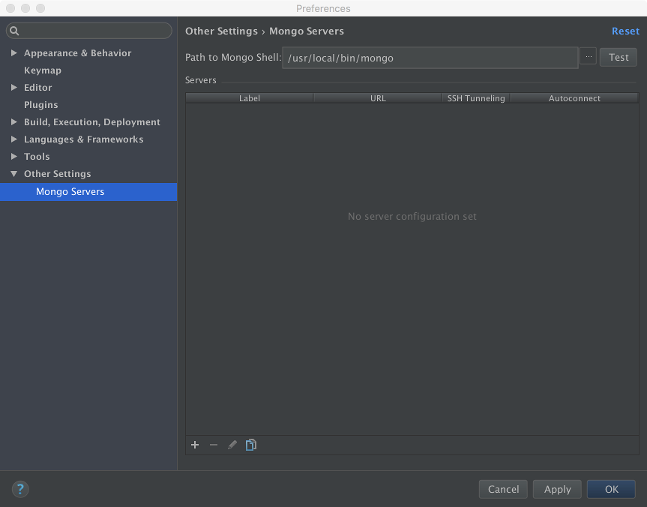 Preferences
Appearance & Behavior
Keymap
Editor
Plugins
Build, Execution, Deployment
Languages & Frameworks
Tools
Other Settings
Mongo Servers
Other Settings › Mongo Servers
Reset
Path to Mongo Shell: /usr/local/bin/mongo ... Test
Servers
Label URL SSH Tunneling Autoconnect
No server configuration set
? Cancel Apply OK